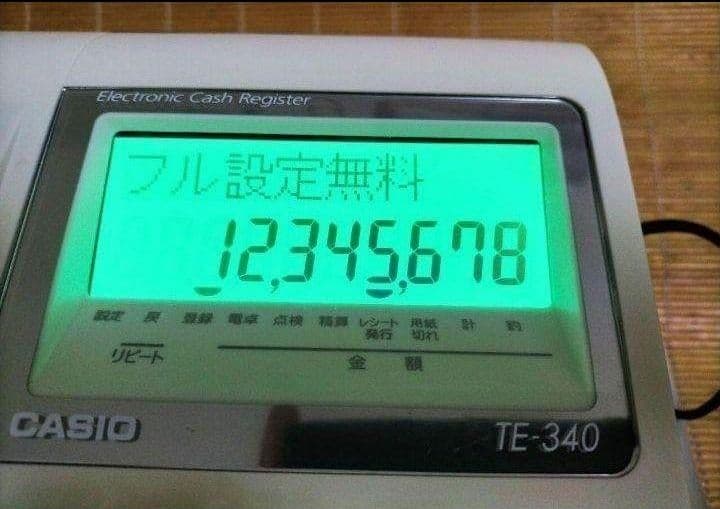 Electronic Cash Register
フル設定無料
12,345,678
設定 戻 登録 電卓 点検 精算 レシート発行 用紙切れ 計 釣
リピート 金額
CASIO TE-340